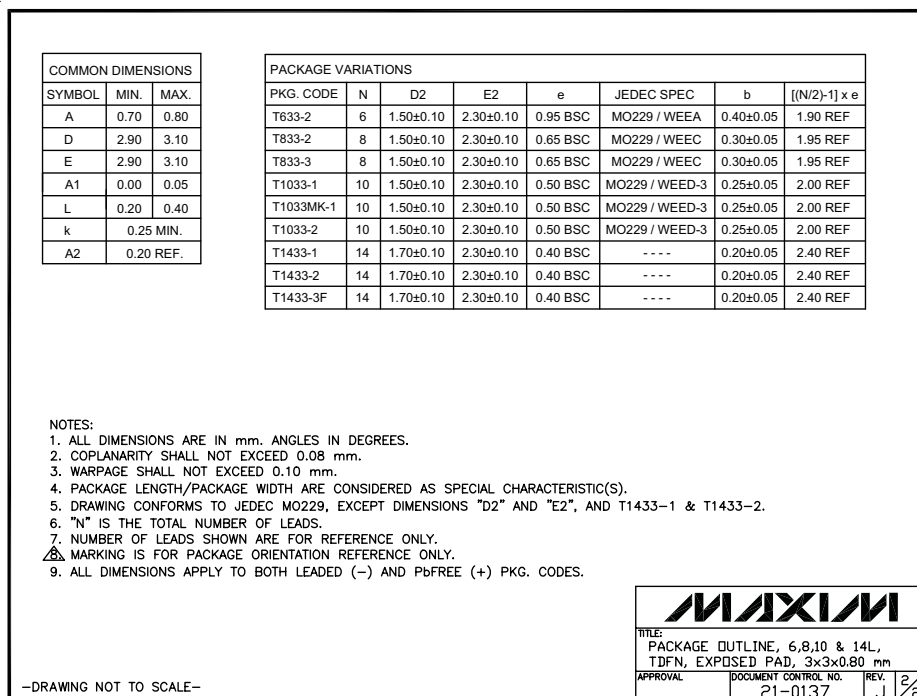 COMMON DIMENSIONS
SYMBOL MIN. MAX.
A 0.70 0.80
D 2.90 3.10
E 2.90 3.10
A1 0.00 0.05
L 0.20 0.40
k 0.25 MIN.
A2 0.20 REF.
PACKAGE VARIATIONS
PKG. CODE N D2 E2 e JEDEC SPEC b [(N/2)-1] x e
T633-2 6 1.50±0.10 2.30±0.10 0.95 BSC MO229 / WEEA 0.40±0.05 1.90 REF
T833-2 8 1.50±0.10 2.30±0.10 0.65 BSC MO229 / WEEC 0.30±0.05 1.95 REF
T833-3 8 1.50±0.10 2.30±0.10 0.65 BSC MO229 / WEEC 0.30±0.05 1.95 REF
T1033-1 10 1.50±0.10 2.30±0.10 0.50 BSC MO229 / WEED-3 0.25±0.05 2.00 REF
T1033MK-1 10 1.50±0.10 2.30±0.10 0.50 BSC MO229 / WEED-3 0.25±0.05 2.00 REF
T1033-2 10 1.50±0.10 2.30±0.10 0.50 BSC MO229 / WEED-3 0.25±0.05 2.00 REF
T1433-1 14 1.70±0.10 2.30±0.10 0.40 BSC - - - - 0.20±0.05 2.40 REF
T1433-2 14 1.70±0.10 2.30±0.10 0.40 BSC - - - - 0.20±0.05 2.40 REF
T1433-3F 14 1.70±0.10 2.30±0.10 0.40 BSC - - - - 0.20±0.05 2.40 REF
NOTES:
1. ALL DIMENSIONS ARE IN mm. ANGLES IN DEGREES.
2. COPLANARITY SHALL NOT EXCEED 0.08 mm.
3. WARPAGE SHALL NOT EXCEED 0.10 mm.
4. PACKAGE LENGTH/PACKAGE WIDTH ARE CONSIDERED AS SPECIAL CHARACTERISTIC(S).
5. DRAWING CONFORMS TO JEDEC MO229, EXCEPT DIMENSIONS "D2" AND "E2", AND T1433-1 & T1433-2.
6. "N" IS THE TOTAL NUMBER OF LEADS.
7. NUMBER OF LEADS SHOWN ARE FOR REFERENCE ONLY.
8. MARKING IS FOR PACKAGE ORIENTATION REFERENCE ONLY.
9. ALL DIMENSIONS APPLY TO BOTH LEADED (-) AND PbFREE (+) PKG. CODES.
-DRAWING NOT TO SCALE-
MAXIM
TITLE:
PACKAGE OUTLINE, 6,8,10 & 14L,
TDFN, EXPOSED PAD, 3x3x0.80 mm
APPROVAL DOCUMENT CONTROL NO. REV.
21-0137 J 2/